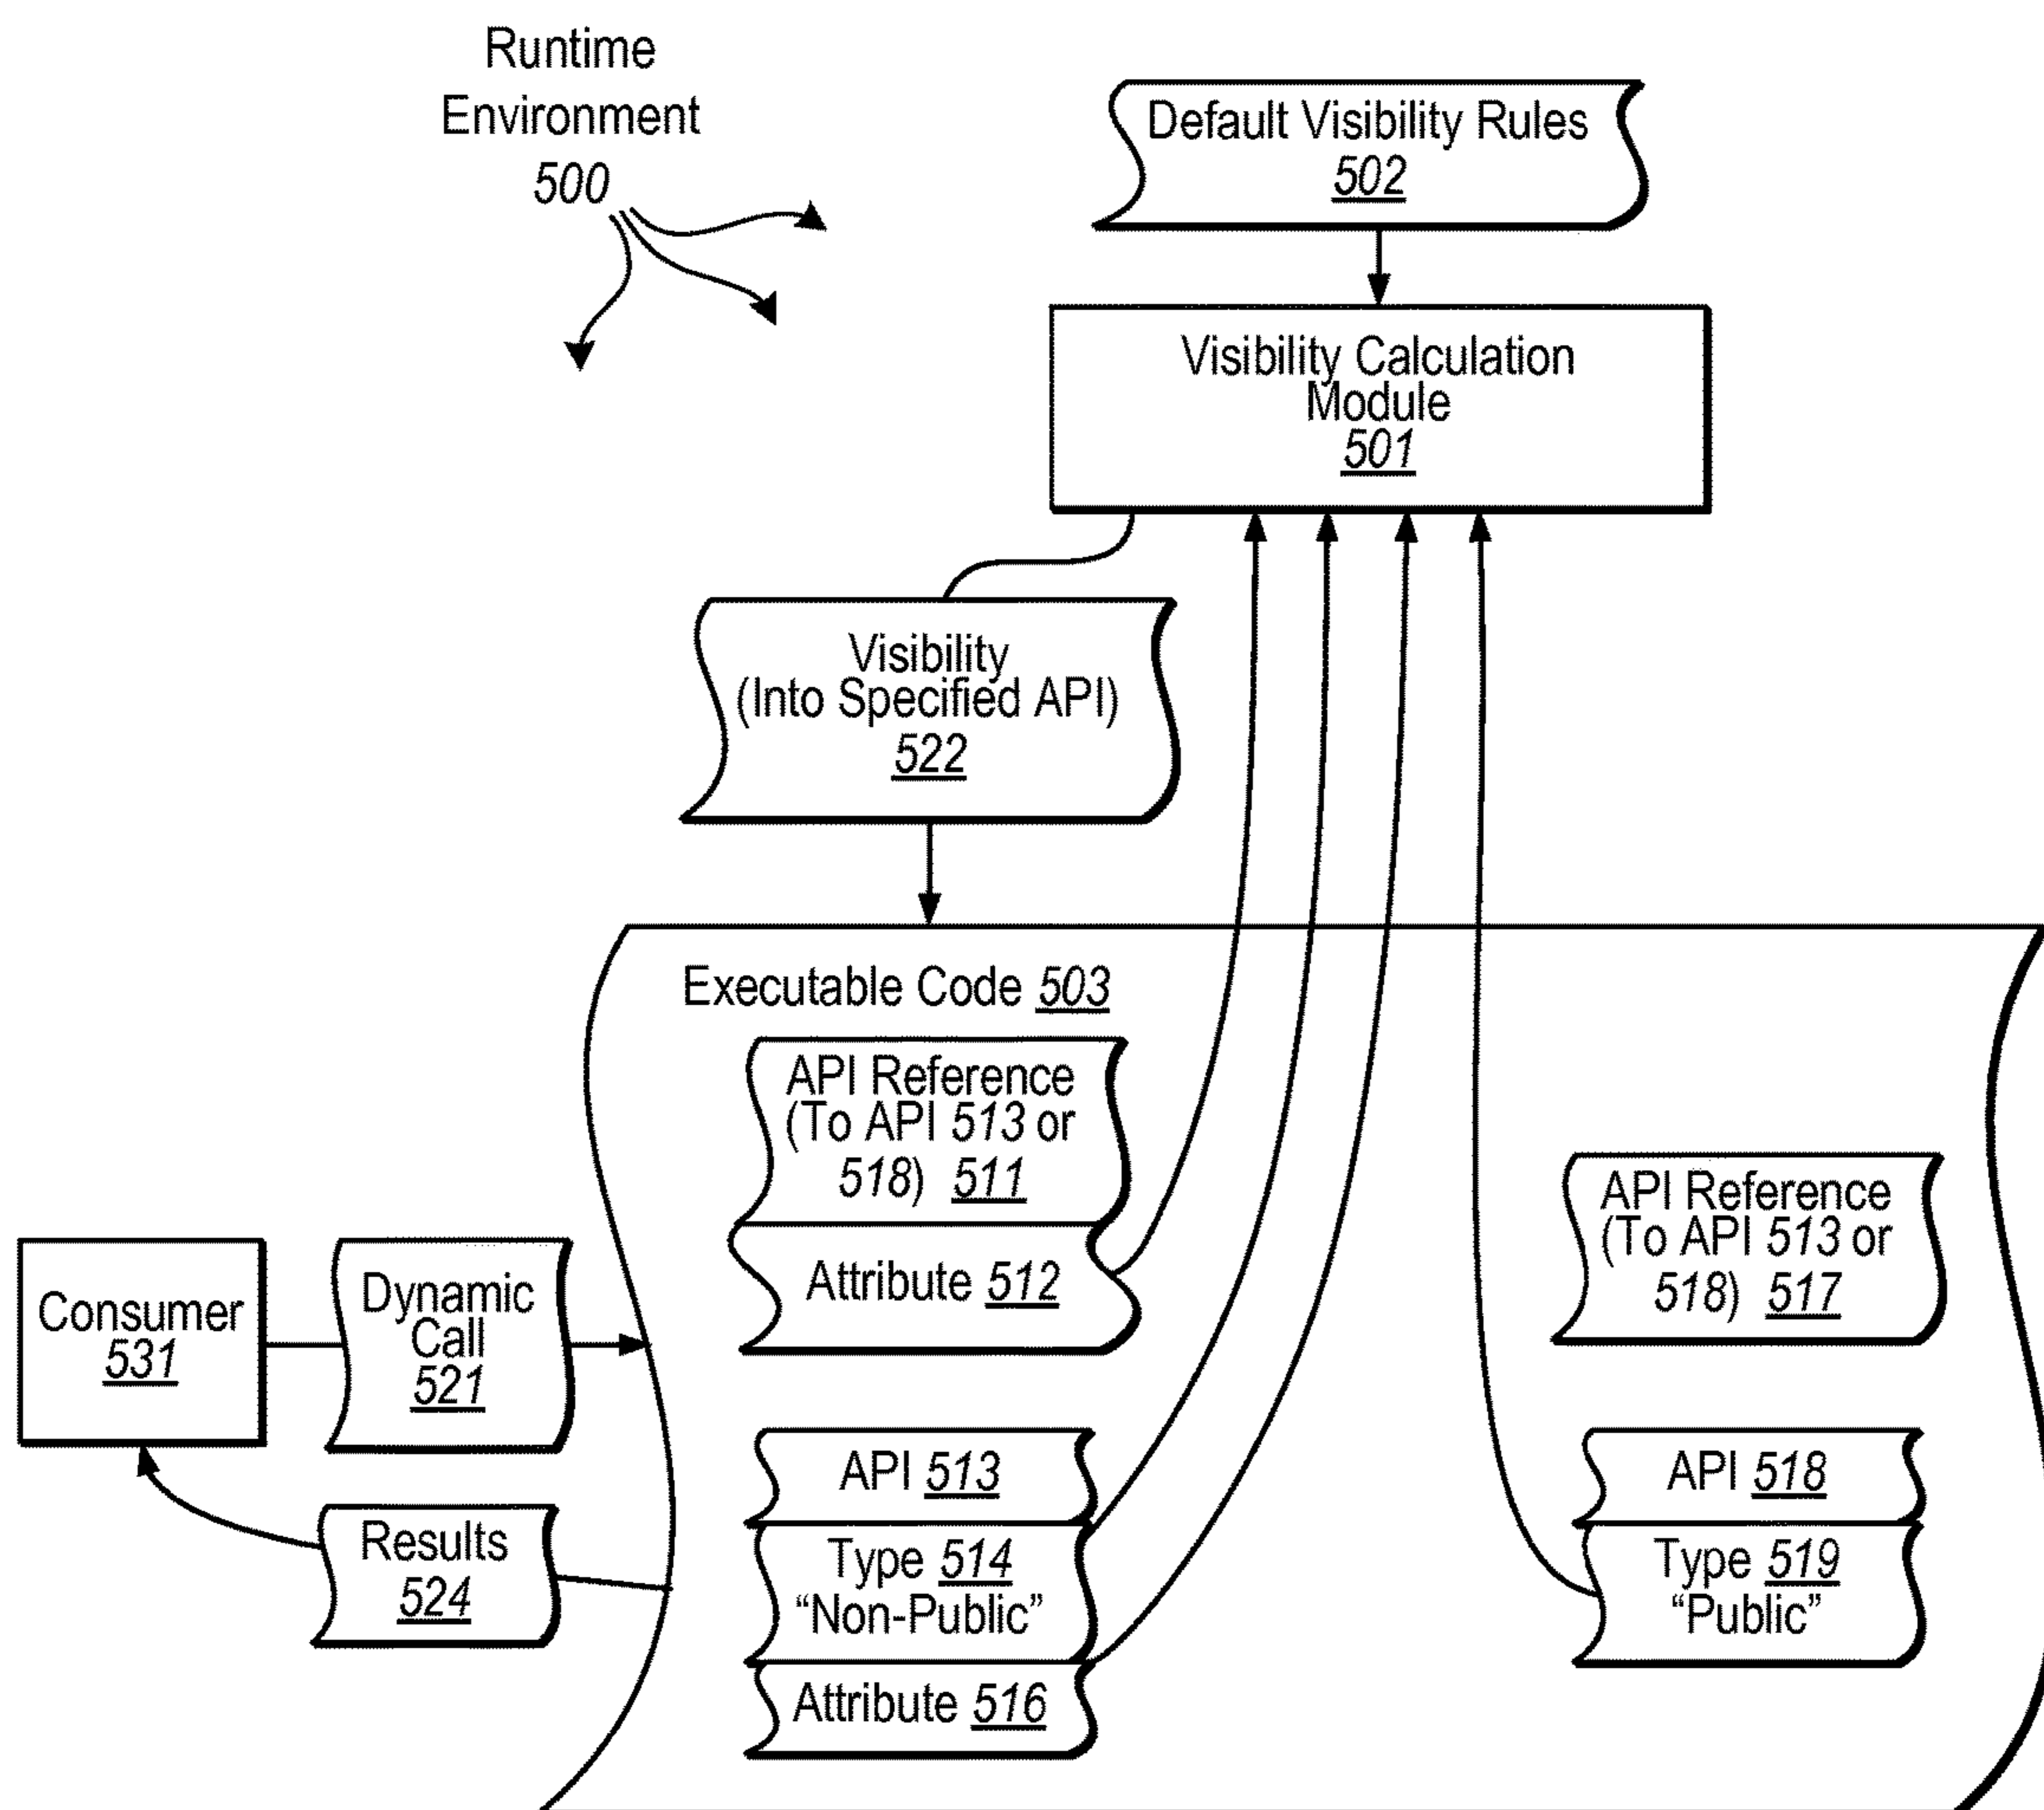 Runtime
Environment
500
Default Visibility Rules
502
Visibility Calculation
Module
501
Visibility
(Into Specified API)
522
Executable Code 503
API Reference
(To API 513 or
518) 511
Attribute 512
API Reference
(To API 513 or
518) 517
Consumer
531
Dynamic
Call
521
Results
524
API 513
Type 514
"Non-Public"
Attribute 516
API 518
Type 519
"Public"